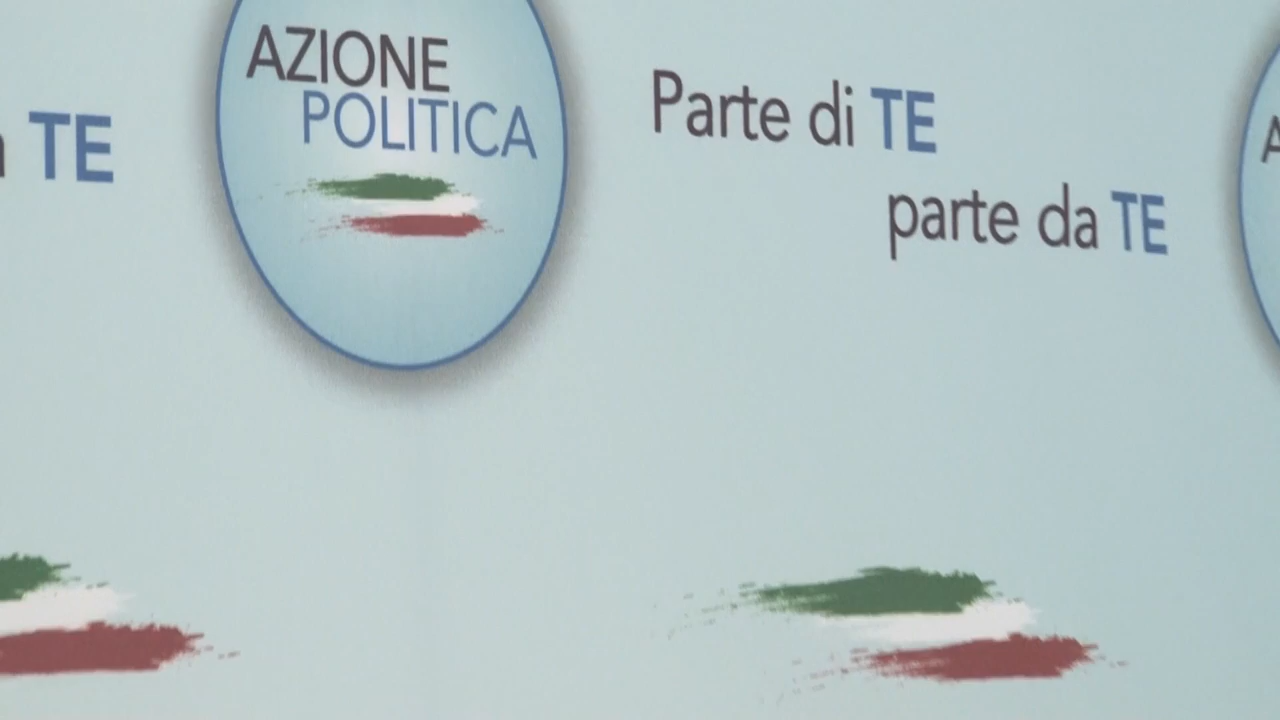 AZIONE
POLITICA
Parte di TE
parte da TE
TE